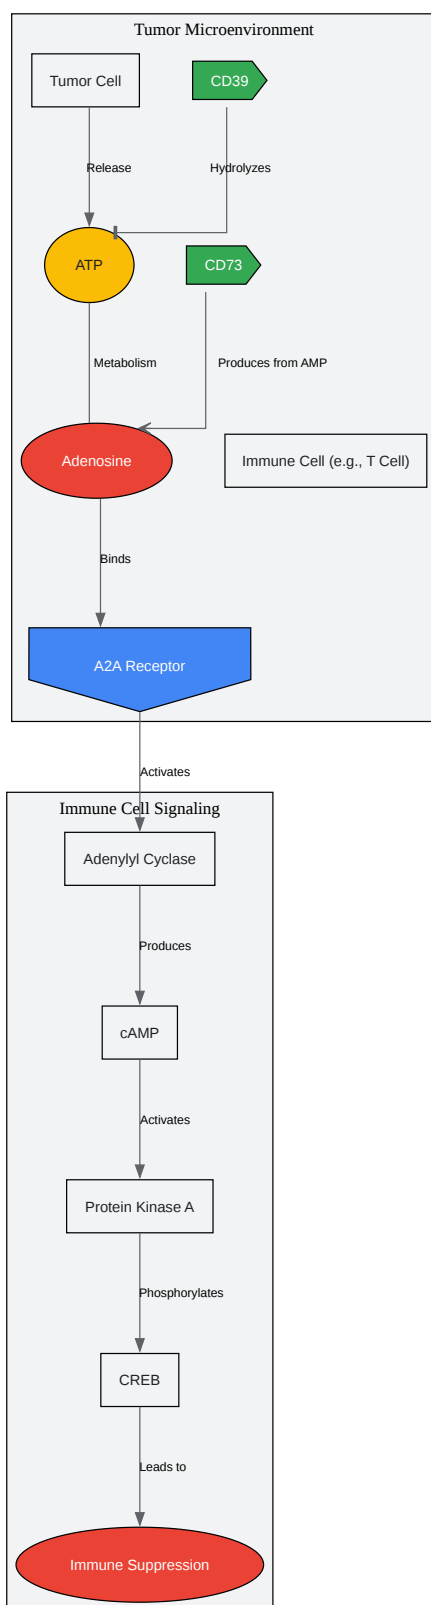 Tumor Microenvironment
Tumor Cell
CD39
Release
Hydrolyzes
ATP
CD73
Metabolism
Produces from AMP
Adenosine
Immune Cell (e.g., T Cell)
Binds
A2A Receptor
Activates
Immune Cell Signaling
Adenylyl Cyclase
Produces
cAMP
Activates
Protein Kinase A
Phosphorylates
CREB
Leads to
Immune Suppression